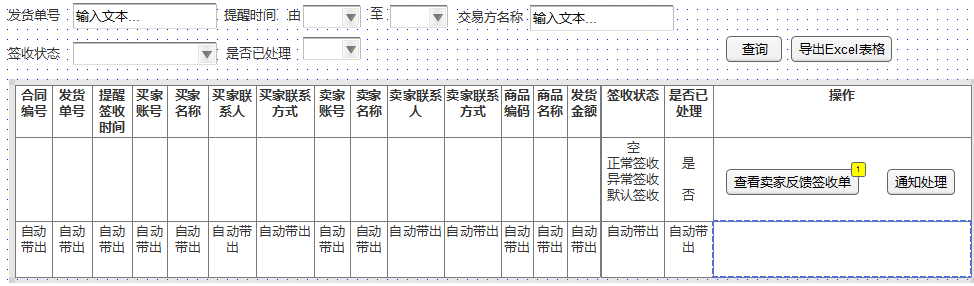 发货单号 输入文本... 提醒时间 由 至 交易方名称 输入文本...
签收状态 是否已处理 查询 导出Excel表格
合同编号 发货单号 提醒签收时间 买家账号 买家名称 买家联系人 买家联系方式 卖家账号 卖家名称 卖家联系人 卖家联系方式 商品编码 商品名称 发货金额 签收状态 是否已处理 操作
空
正常签收 是
异常签收 查看卖家反馈签收单 1 通知处理
默认签收 否
自动带出 自动带出 自动带出 自动带出 自动带出 自动带出 自动带出 自动带出 自动带出 自动带出 自动带出 自动带出 自动带出 自动带出 自动带出 自动带出